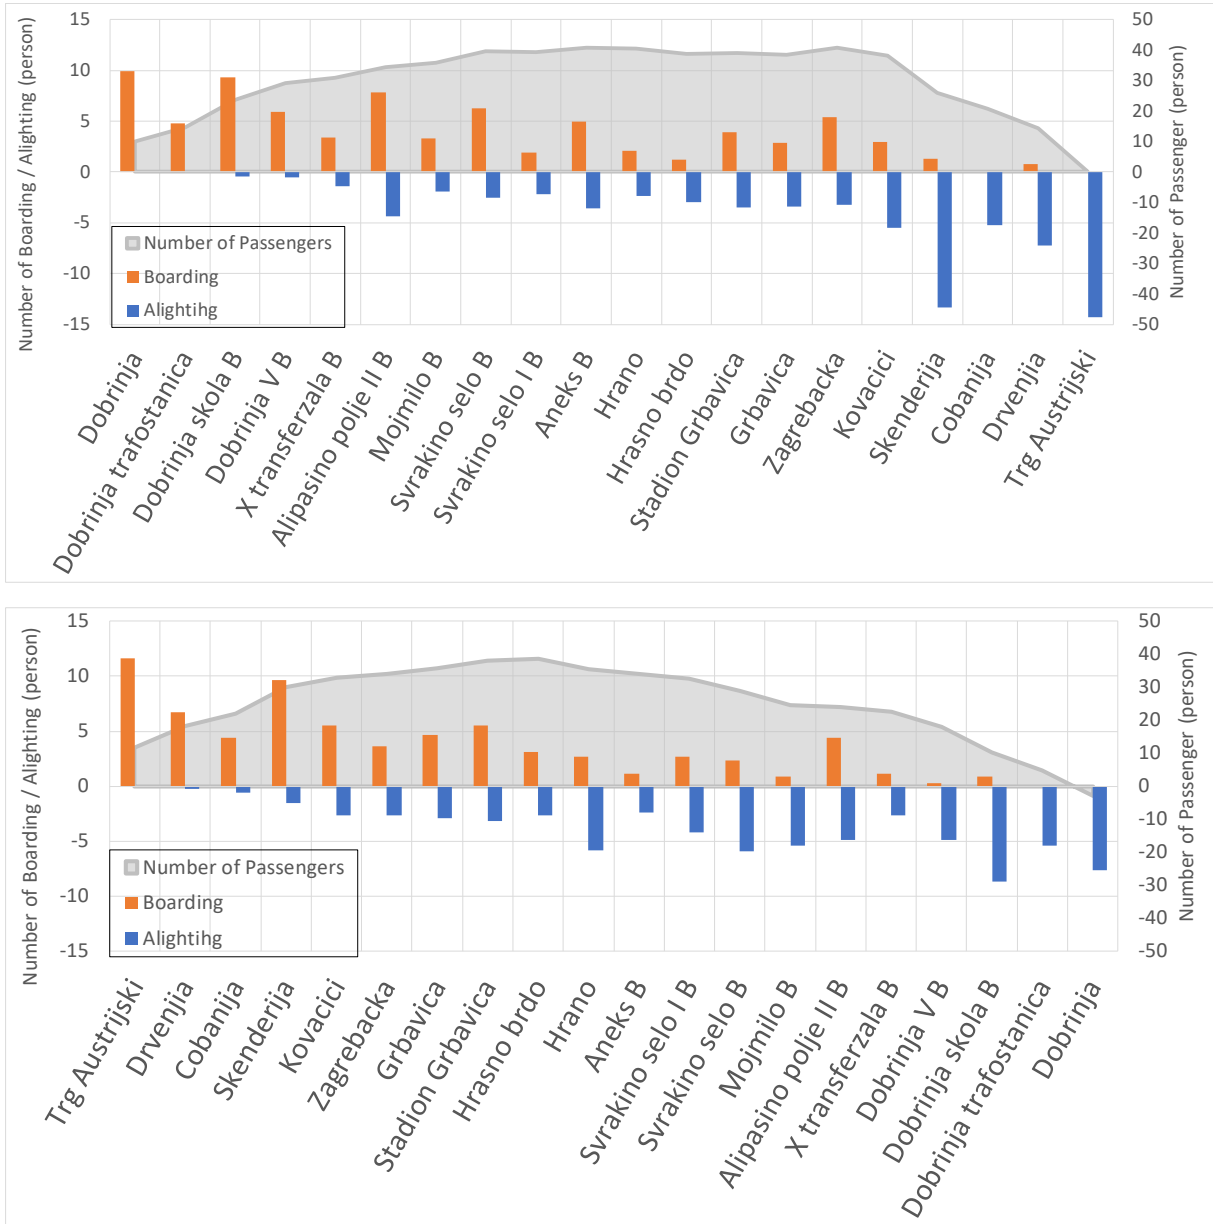 Number of Boarding / Alighting (person)
15
10
5
0
-5
-10
-15
Number of Passengers
Boarding
Alightihg
50
40
30
20
10
0
-10
-20
-30
-40
-50
Number of Passenger (person)
Dobrinja
Dobrinja trafostanica
Dobrinja skola B
Dobrinja V B
X transferzala B
Alipasino polje II B
Mojmilo B
Svrakino selo B
Svrakino selo I B
Aneks B
Hrano
Hrasno brdo
Stadion Grbavica
Grbavica
Zagrebacka
Kovacici
Skenderija
Cobanija
Drvenjia
Trg Austrijski
Number of Boarding / Alighting (person)
15
10
5
0
-5
-10
-15
Number of Passengers
Boarding
Alightihg
50
40
30
20
10
0
-10
-20
-30
-40
-50
Number of Passenger (person)
Trg Austrijski
Drvenjia
Cobanija
Skenderija
Kovacici
Zagrebacka
Grbavica
Stadion Grbavica
Hrasno brdo
Hrano
Aneks B
Svrakino selo I B
Svrakino selo B
Mojmilo B
Alipasino polje II B
X transferzala B
Dobrinja V B
Dobrinja skola B
Dobrinja trafostanica
Dobrinja